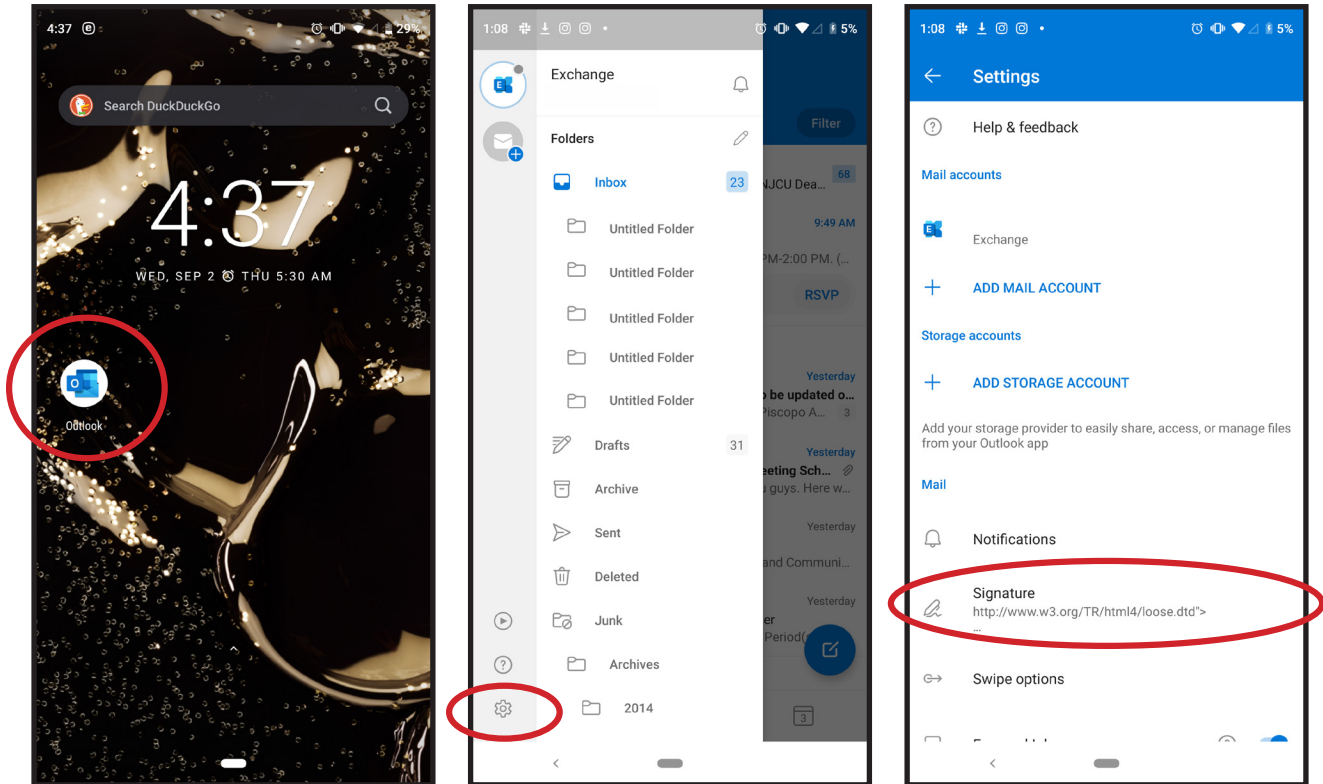 4:37
29%
Search DuckDuckGo
4:37
WED, SEP 2 THU 5:30 AM
Outlook
1:08
5%
Exchange
Filter
Folders
Inbox 23
NJCU Dea... 68
9:49 AM
Untitled Folder
PM-2:00 PM. (...
Untitled Folder
RSVP
Untitled Folder
Untitled Folder
Yesterday
o be updated o...
Untitled Folder
Piscopo A... 3
Drafts 31
Yesterday
eeting Sch...
Archive
u guys. Here w...
Sent
Yesterday
and Communi...
Deleted
Yesterday
Junk
er
Period(
Archives
2014
3
1:08
5%
Settings
Help & feedback
Mail accounts
Exchange
ADD MAIL ACCOUNT
Storage accounts
ADD STORAGE ACCOUNT
Add your storage provider to easily share, access, or manage files
from your Outlook app
Mail
Notifications
Signature
http://www.w3.org/TR/html4/loose.dtd">
...
Swipe options